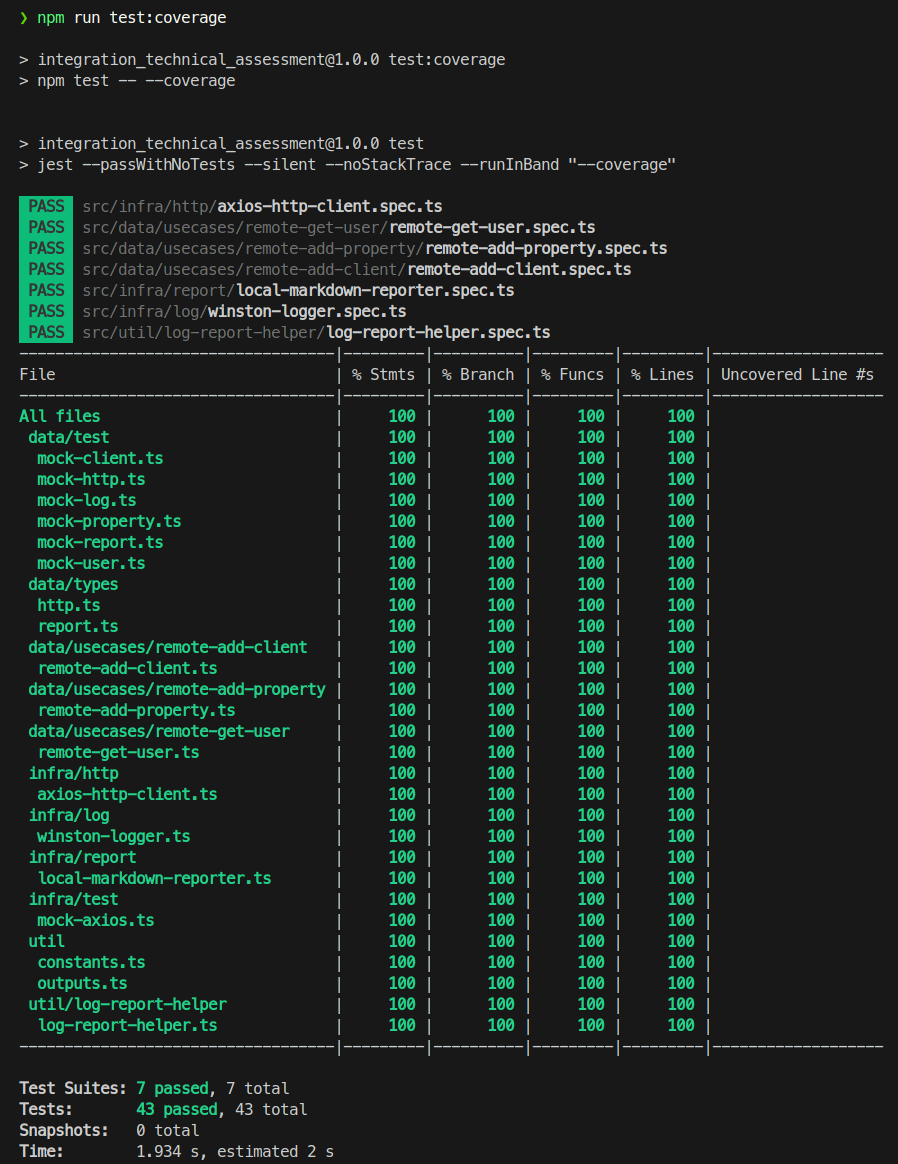 ❯ npm run test:coverage
> integration_technical_assessment@1.0.0 test:coverage
> npm test -- --coverage
> integration_technical_assessment@1.0.0 test
> jest --passWithNoTests --silent --noStackTrace --runInBand "--coverage"
PASS src/infra/http/axios-http-client.spec.ts
PASS src/data/usecases/remote-get-user/remote-get-user.spec.ts
PASS src/data/usecases/remote-add-property/remote-add-property.spec.ts
PASS src/data/usecases/remote-add-client/remote-add-client.spec.ts
PASS src/infra/report/local-markdown-reporter.spec.ts
PASS src/infra/log/winston-logger.spec.ts
PASS src/util/log-report-helper/log-report-helper.spec.ts
-----------------------------------|---------|----------|---------|---------|-------------------
File | % Stmts | % Branch | % Funcs | % Lines | Uncovered Line #s
-----------------------------------|---------|----------|---------|---------|-------------------
All files | 100 | 100 | 100 | 100 |
data/test | 100 | 100 | 100 | 100 |
mock-client.ts | 100 | 100 | 100 | 100 |
mock-http.ts | 100 | 100 | 100 | 100 |
mock-log.ts | 100 | 100 | 100 | 100 |
mock-property.ts | 100 | 100 | 100 | 100 |
mock-report.ts | 100 | 100 | 100 | 100 |
mock-user.ts | 100 | 100 | 100 | 100 |
data/types | 100 | 100 | 100 | 100 |
http.ts | 100 | 100 | 100 | 100 |
report.ts | 100 | 100 | 100 | 100 |
data/usecases/remote-add-client | 100 | 100 | 100 | 100 |
remote-add-client.ts | 100 | 100 | 100 | 100 |
data/usecases/remote-add-property | 100 | 100 | 100 | 100 |
remote-add-property.ts | 100 | 100 | 100 | 100 |
data/usecases/remote-get-user | 100 | 100 | 100 | 100 |
remote-get-user.ts | 100 | 100 | 100 | 100 |
infra/http | 100 | 100 | 100 | 100 |
axios-http-client.ts | 100 | 100 | 100 | 100 |
infra/log | 100 | 100 | 100 | 100 |
winston-logger.ts | 100 | 100 | 100 | 100 |
infra/report | 100 | 100 | 100 | 100 |
local-markdown-reporter.ts | 100 | 100 | 100 | 100 |
infra/test | 100 | 100 | 100 | 100 |
mock-axios.ts | 100 | 100 | 100 | 100 |
util | 100 | 100 | 100 | 100 |
constants.ts | 100 | 100 | 100 | 100 |
outputs.ts | 100 | 100 | 100 | 100 |
util/log-report-helper | 100 | 100 | 100 | 100 |
log-report-helper.ts | 100 | 100 | 100 | 100 |
-----------------------------------|---------|----------|---------|---------|-------------------
Test Suites: 7 passed, 7 total
Tests: 43 passed, 43 total
Snapshots: 0 total
Time: 1.934 s, estimated 2 s